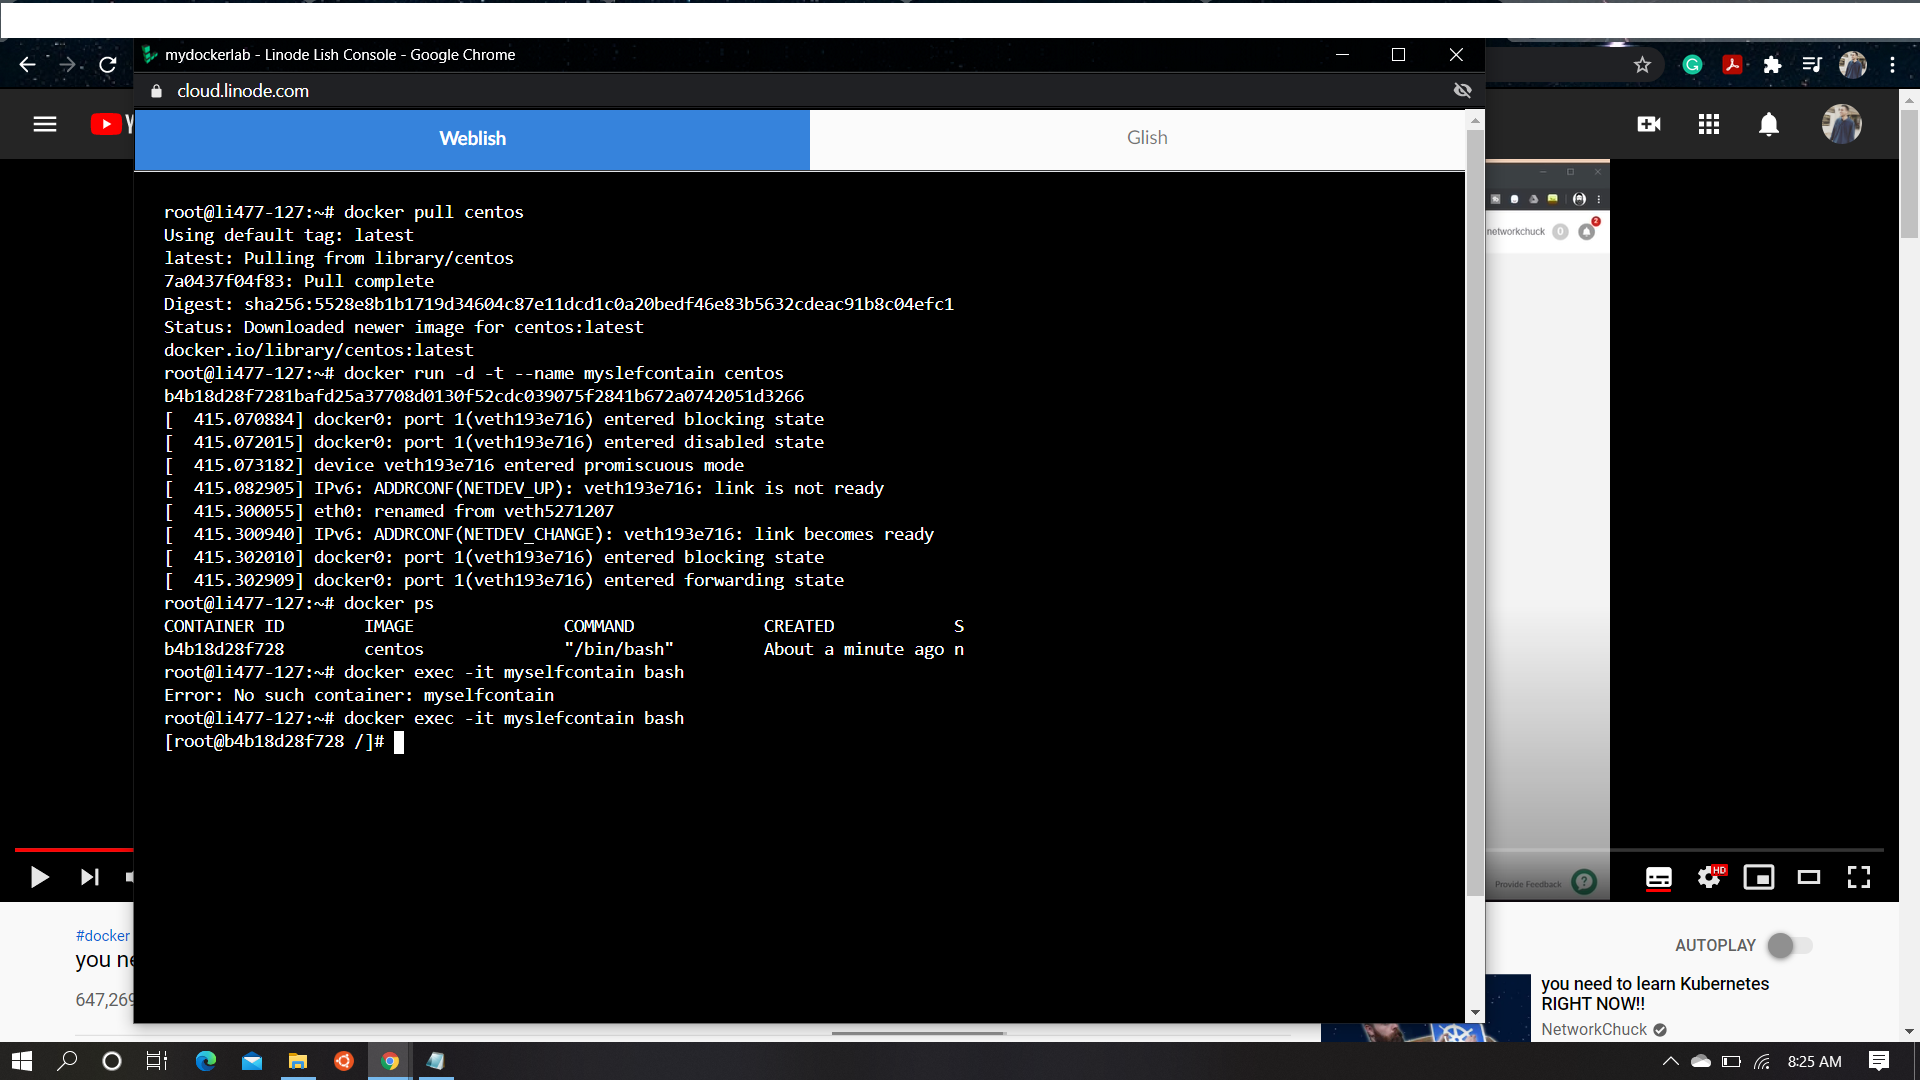 mydockerlab - Linode Lish Console - Google Chrome
cloud.linode.com
Weblish
Glish
root@li477-127:~# docker pull centos
Using default tag: latest
latest: Pulling from library/centos
7a0437f04f83: Pull complete
Digest: sha256:5528e8b1b1719d34604c87e11dcd1c0a20bedf46e83b5632cdeac91b8c04efc1
Status: Downloaded newer image for centos:latest
docker.io/library/centos:latest
root@li477-127:~# docker run -d -t --name myslefcontain centos
b4b18d28f7281bafd25a37708d0130f52cdc039075f2841b672a0742051d3266
[  415.070884] docker0: port 1(veth193e716) entered blocking state
[  415.072015] docker0: port 1(veth193e716) entered disabled state
[  415.073182] device veth193e716 entered promiscuous mode
[  415.082905] IPv6: ADDRCONF(NETDEV_UP): veth193e716: link is not ready
[  415.300055] eth0: renamed from veth5271207
[  415.300940] IPv6: ADDRCONF(NETDEV_CHANGE): veth193e716: link becomes ready
[  415.302010] docker0: port 1(veth193e716) entered blocking state
[  415.302909] docker0: port 1(veth193e716) entered forwarding state
root@li477-127:~# docker ps
CONTAINER ID        IMAGE               COMMAND             CREATED            S
b4b18d28f728        centos              "/bin/bash"         About a minute ago n
root@li477-127:~# docker exec -it myselfcontain bash
Error: No such container: myselfcontain
root@li477-127:~# docker exec -it myslefcontain bash
[root@b4b18d28f728 /]#
networkchuck
0
2
Provide Feedback
HD
#docker
you ne
647,269
AUTOPLAY
you need to learn Kubernetes
RIGHT NOW!!
NetworkChuck
8:25 AM